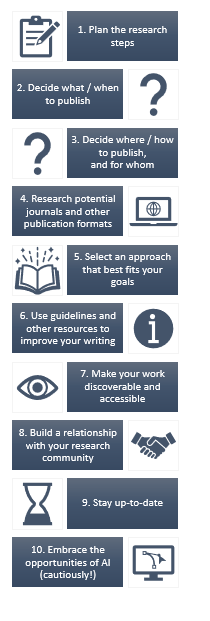 1. Plan the research
steps
2. Decide what / when
to publish
3. Decide where / how
to publish,
and for whom
4. Research potential
journals and other
publication formats
5. Select an approach
that best fits your
goals
6. Use guidelines and
other resources to
improve your writing
7. Make your work
discoverable and
accessible
8. Build a relationship
with your research
community
9. Stay up-to-date
10. Embrace the
opportunities of AI
(cautiously!)